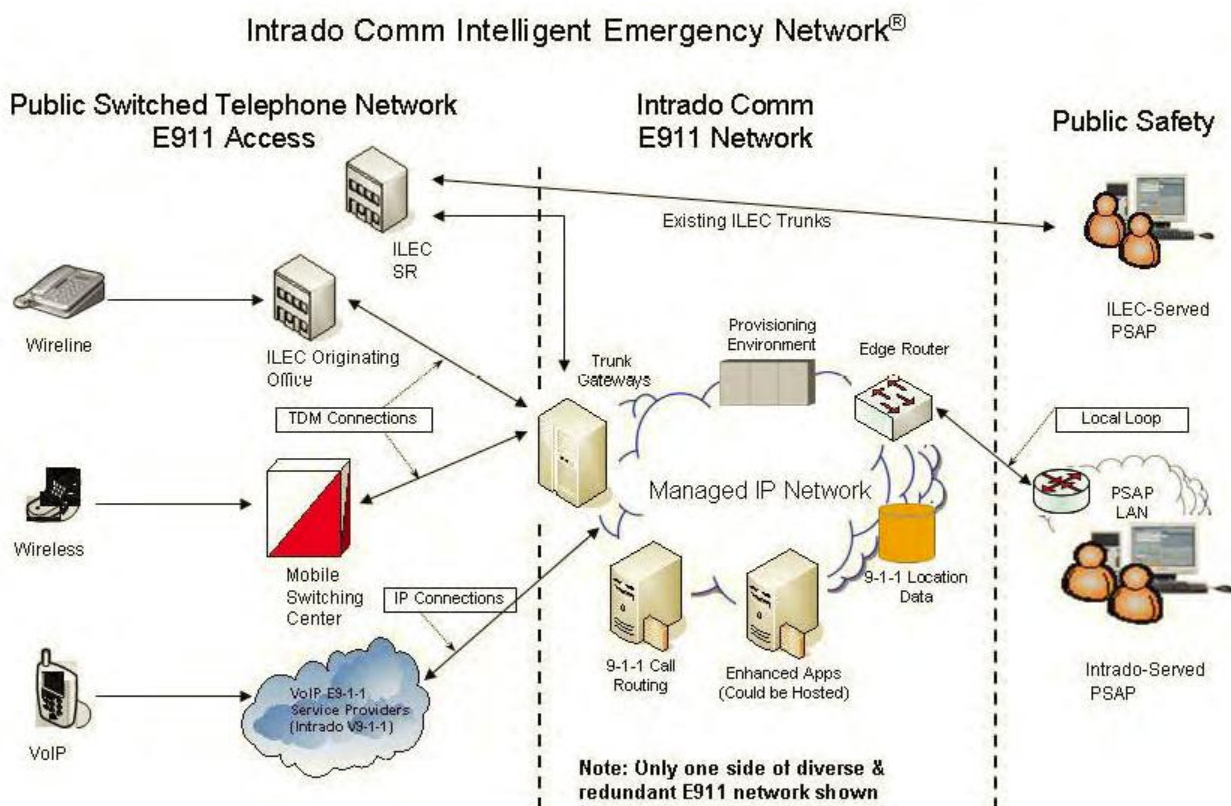 Intrado Comm Intelligent Emergency Network®
Public Switched Telephone Network
E911 Access
Intrado Comm
E911 Network
Public Safety
ILEC
SR
Existing ILEC Trunks
ILEC-Served
PSAP
Wireline
ILEC Originating
Office
Trunk
Gateways
Provisioning
Environment
Edge Router
TDM Connections
Local Loop
Wireless
Mobile
Switching
Center
Managed IP Network
PSAP
LAN
IP Connections
9-1-1 Call
Routing
Enhanced Apps
(Could be Hosted)
9-1-1 Location
Data
Intrado-Served
PSAP
VoIP
VoIP E9-1-1
Service Providers
(Intrado V9-1-1)
Note: Only one side of diverse &
redundant E911 network shown